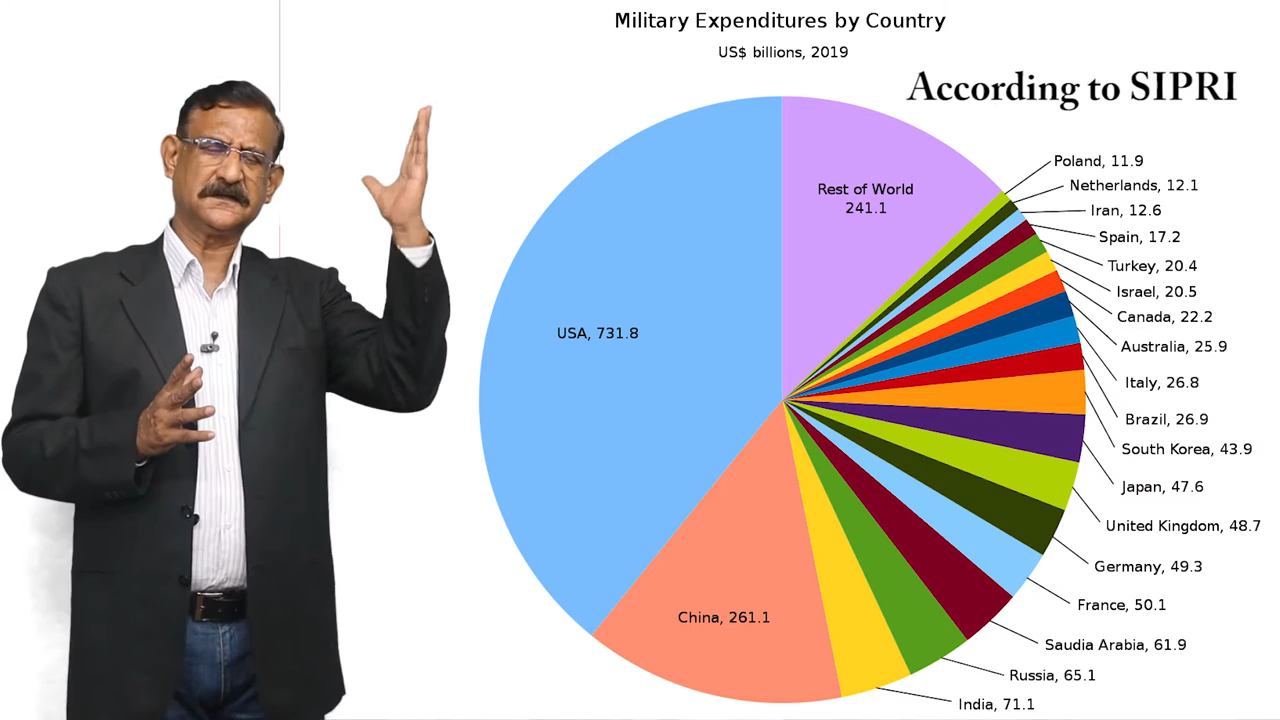 Military Expenditures by Country
US$ billions, 2019
According to SIPRI
Rest of World
241.1
Poland, 11.9
Netherlands, 12.1
Iran, 12.6
Spain, 17.2
Turkey, 20.4
Israel, 20.5
Canada, 22.2
Australia, 25.9
Italy, 26.8
Brazil, 26.9
South Korea, 43.9
Japan, 47.6
United Kingdom, 48.7
Germany, 49.3
France, 50.1
Saudia Arabia, 61.9
Russia, 65.1
India, 71.1
China, 261.1
USA, 731.8